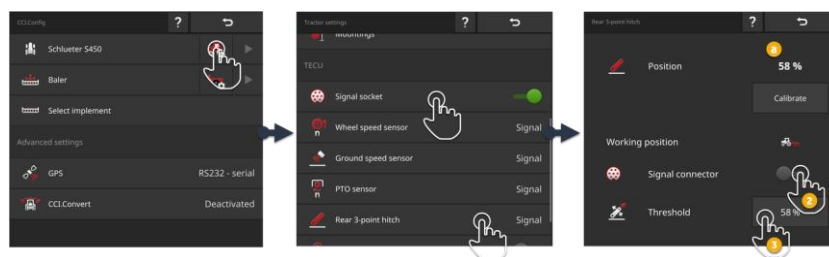 CCI.Config
?
Schlueter S450
Baler
Select implement
Advanced settings
GPS RS232 - serial
CCI.Convert Deactivated
Tractor settings
?
Mountings
TECU
Signal socket
n Wheel speed sensor Signal
Ground speed sensor Signal
n PTO sensor Signal
Rear 3-point hitch Signal
Rear 3-point hitch
?
8
Position 58 %
Calibrate
Working position
Signal connector
2
Threshold 58 %
3